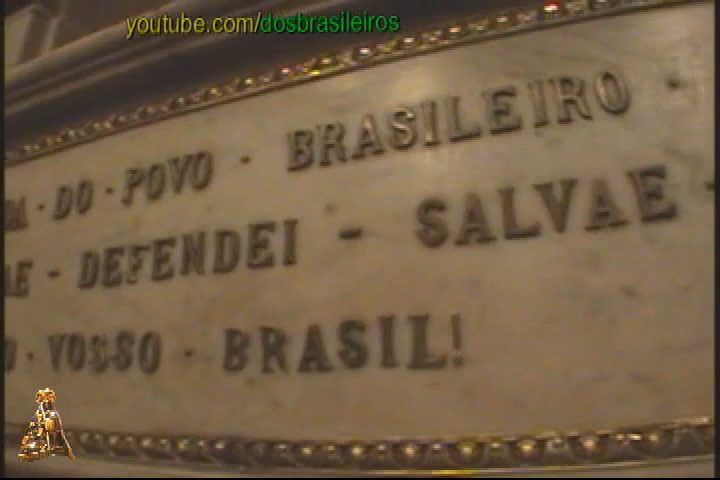 youtube.com/dosbrasileiros
· DO · POVO · BRASILEIRO ·
- DEFENDEI - SALVAE -
· VOSSO · BRASIL!